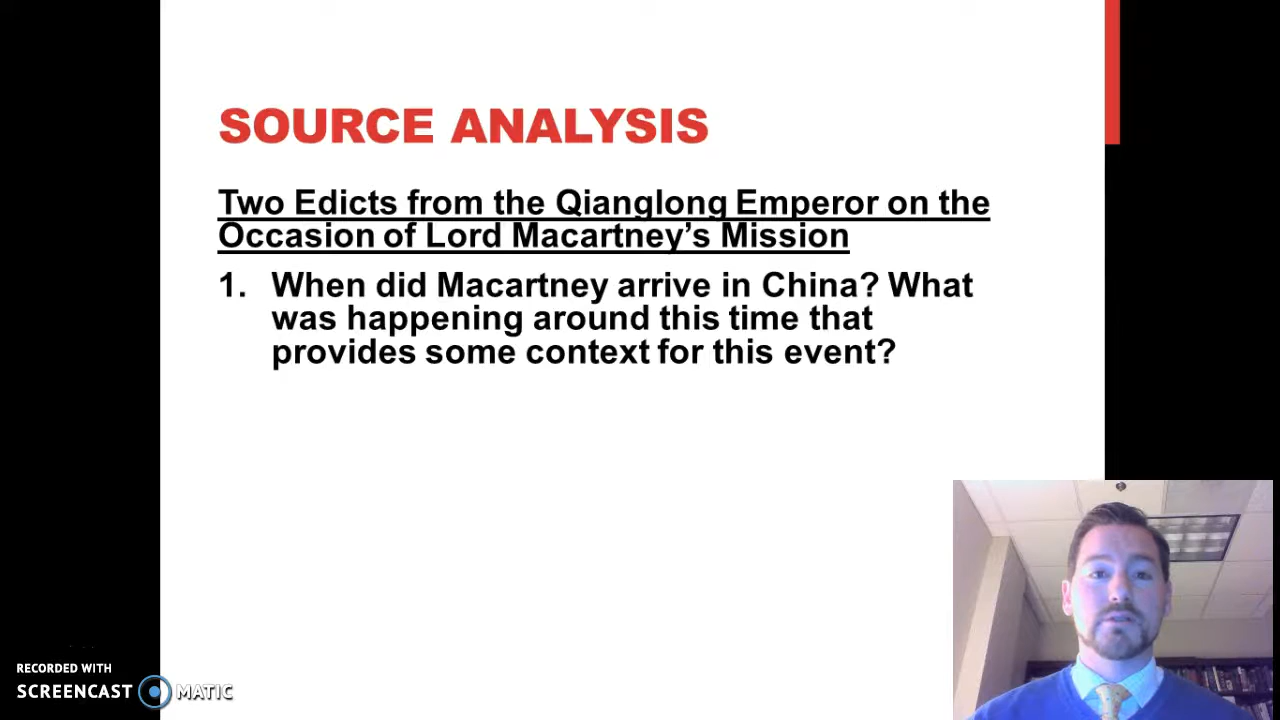 SOURCE ANALYSIS
Two Edicts from the Qianglong Emperor on the
Occasion of Lord Macartney's Mission
1. When did Macartney arrive in China? What
was happening around this time that
provides some context for this event?
RECORDED WITH
SCREENCAST MATIC